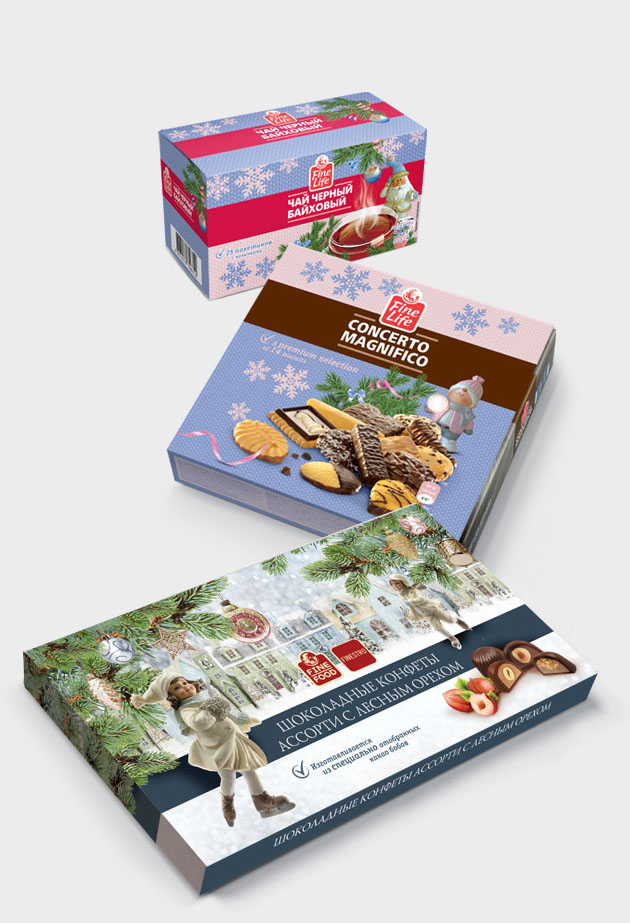 Fine
Life
ЧАЙ ЧЕРНЫЙ
БАЙХОВЫЙ
Fine
Life
ЧАЙ ЧЕРНЫЙ
БАЙХОВЫЙ
25 пакетиков
Fine
Life
CONCERTO
MAGNIFICO
a premium selection
of 14 biscuits
FINE
FOOD
FINESTRO
ШОКОЛАДНЫЕ КОНФЕТЫ
АССОРТИ С ЛЕСНЫМ ОРЕХОМ
Изготавливается
из специально отобранных
какао бобов
ШОКОЛАДНЫЕ КОНФЕТЫ АССОРТИ С ЛЕСНЫМ ОРЕХОМ